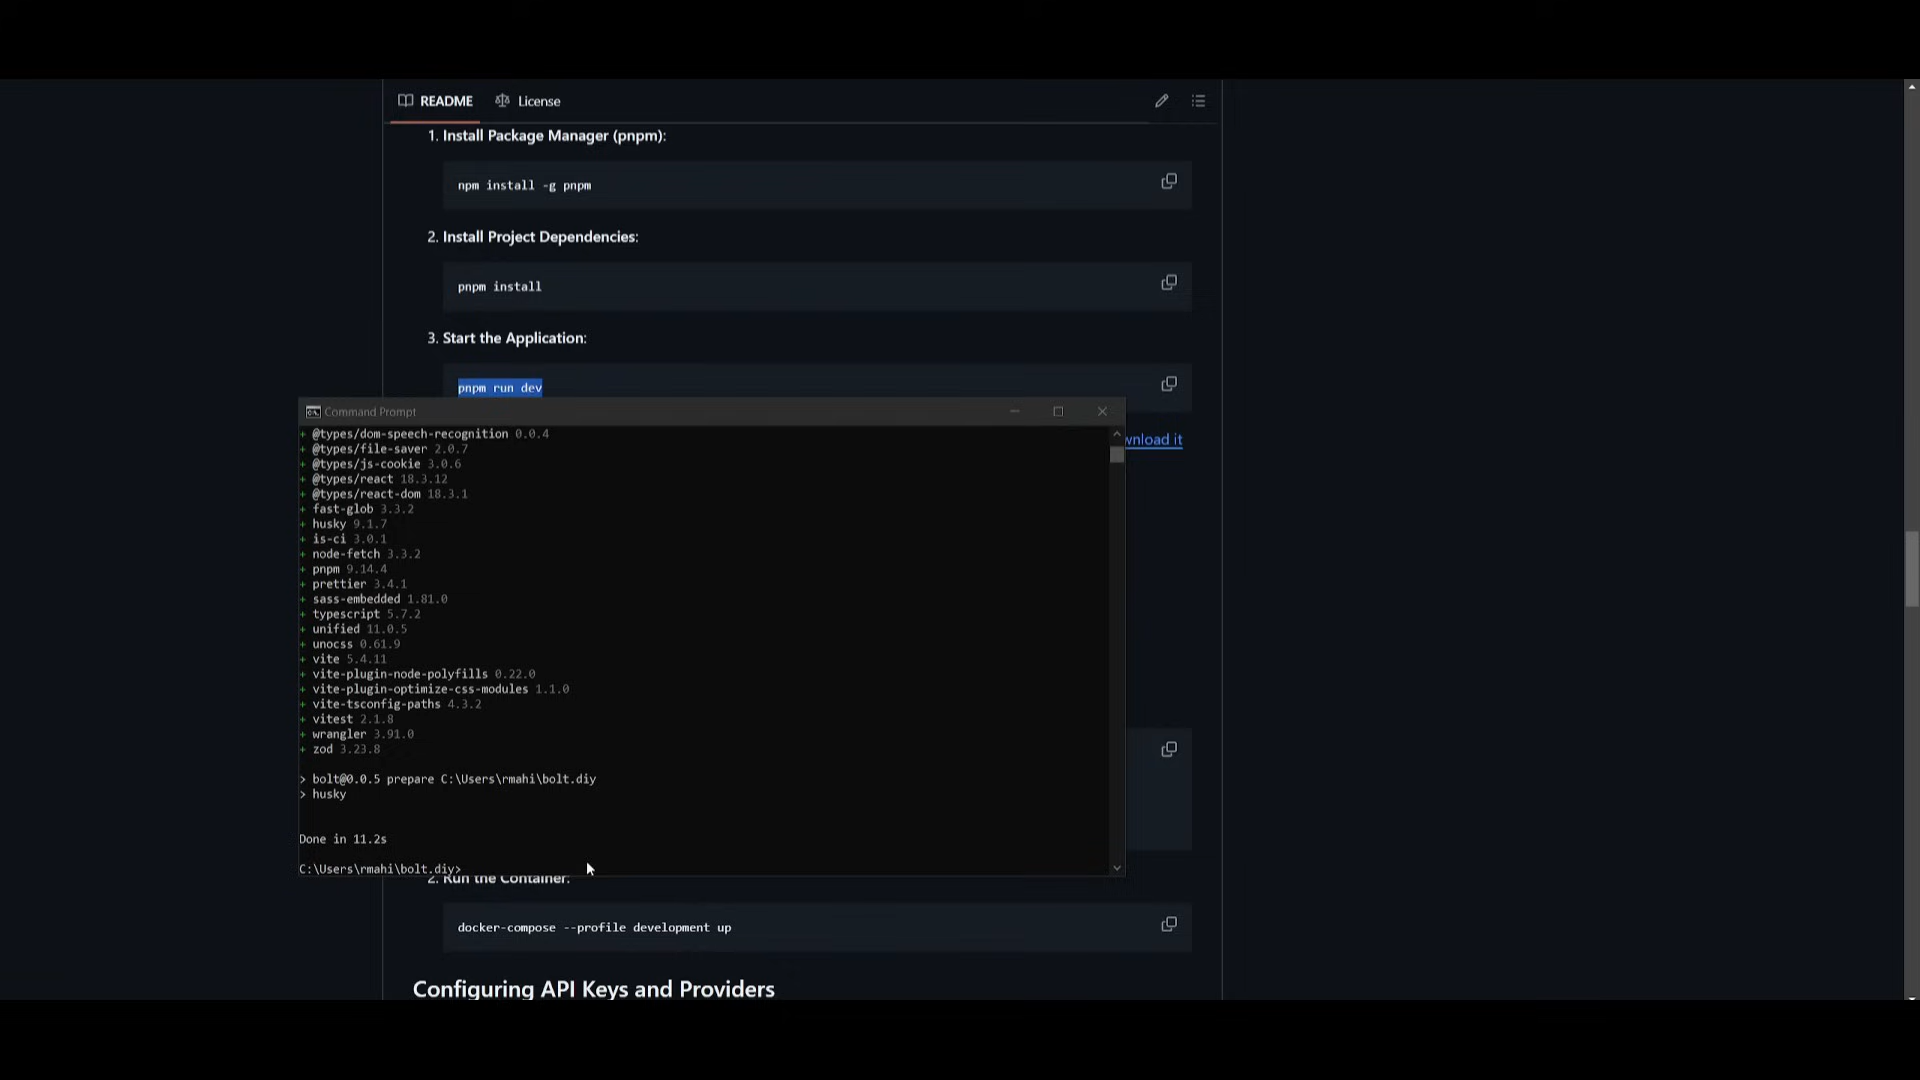 README License
1. Install Package Manager (pnpm):
npm install -g pnpm
2. Install Project Dependencies:
pnpm install
3. Start the Application:
pnpm run dev
Command Prompt
wnload it
+ @types/dom-speech-recognition 0.0.4
+ @types/file-saver 2.0.7
+ @types/js-cookie 3.0.6
+ @types/react 18.3.12
+ @types/react-dom 18.3.1
+ fast-glob 3.3.2
+ husky 9.1.7
+ is-ci 3.0.1
+ node-fetch 3.3.2
+ pnpm 9.14.4
+ prettier 3.4.1
+ sass-embedded 1.81.0
+ typescript 5.7.2
+ unified 11.0.5
+ unocss 0.61.9
+ vite 5.4.11
+ vite-plugin-node-polyfills 0.22.0
+ vite-plugin-optimize-css-modules 1.1.0
+ vite-tsconfig-paths 4.3.2
+ vitest 2.1.8
+ wrangler 3.91.0
+ zod 3.23.8
> bolt@0.0.5 prepare C:\Users\rmahi\bolt.diy
> husky
Done in 11.2s
C:\Users\rmahi\bolt.diy>
2. Run the Container:
docker-compose --profile development up
Configuring API Keys and Providers